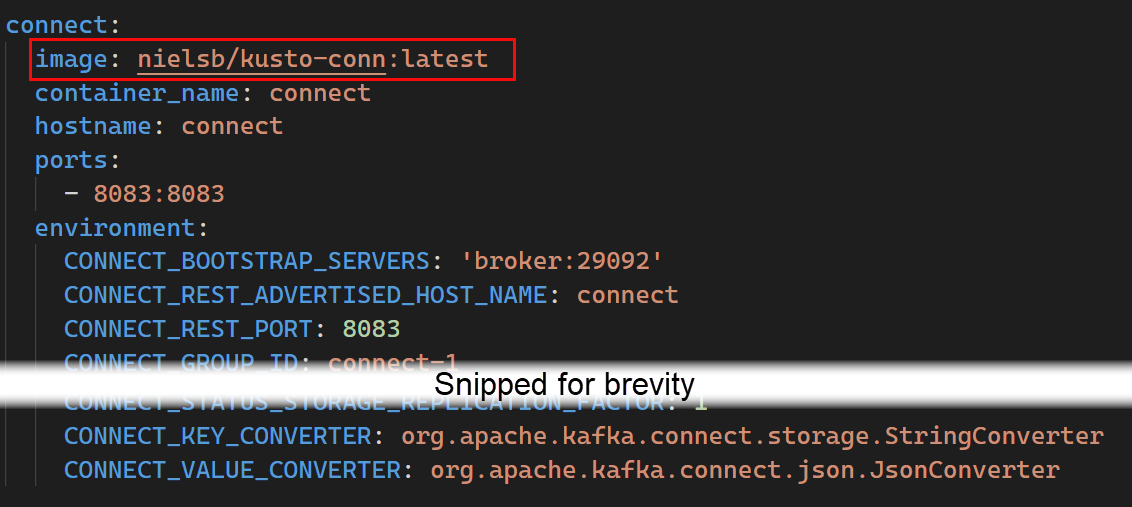 connect:
image: nielsb/kusto-conn:latest
container_name: connect
hostname: connect
ports:
- 8083:8083
environment:
CONNECT_BOOTSTRAP_SERVERS: 'broker:29092'
CONNECT_REST_ADVERTISED_HOST_NAME: connect
CONNECT_REST_PORT: 8083
CONNECT_GROUP_ID: connect-1
Snipped for brevity
CONNECT_STATUS_STORAGE_REPLICATION_FACTOR: 1
CONNECT_KEY_CONVERTER: org.apache.kafka.connect.storage.StringConverter
CONNECT_VALUE_CONVERTER: org.apache.kafka.connect.json.JsonConverter